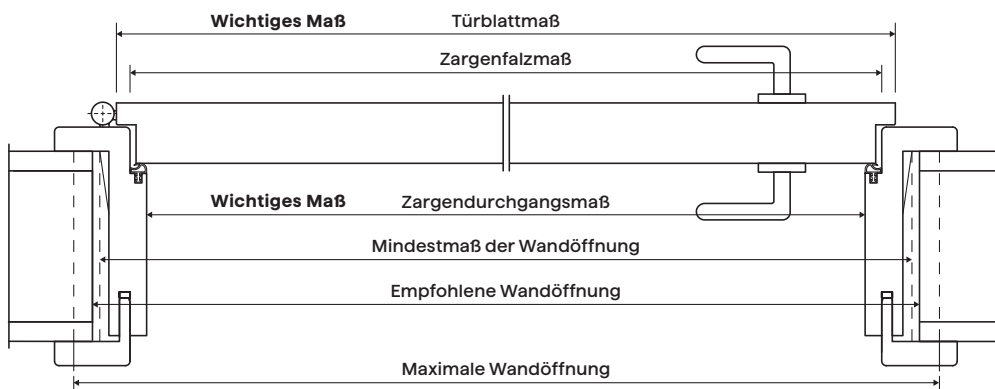 Wichtiges Maß Türblattmaß
Zargenfalzmaß
Wichtiges Maß Zargendurchgangsmaß
Mindestmaß der Wandöffnung
Empfohlene Wandöffnung
Maximale Wandöffnung